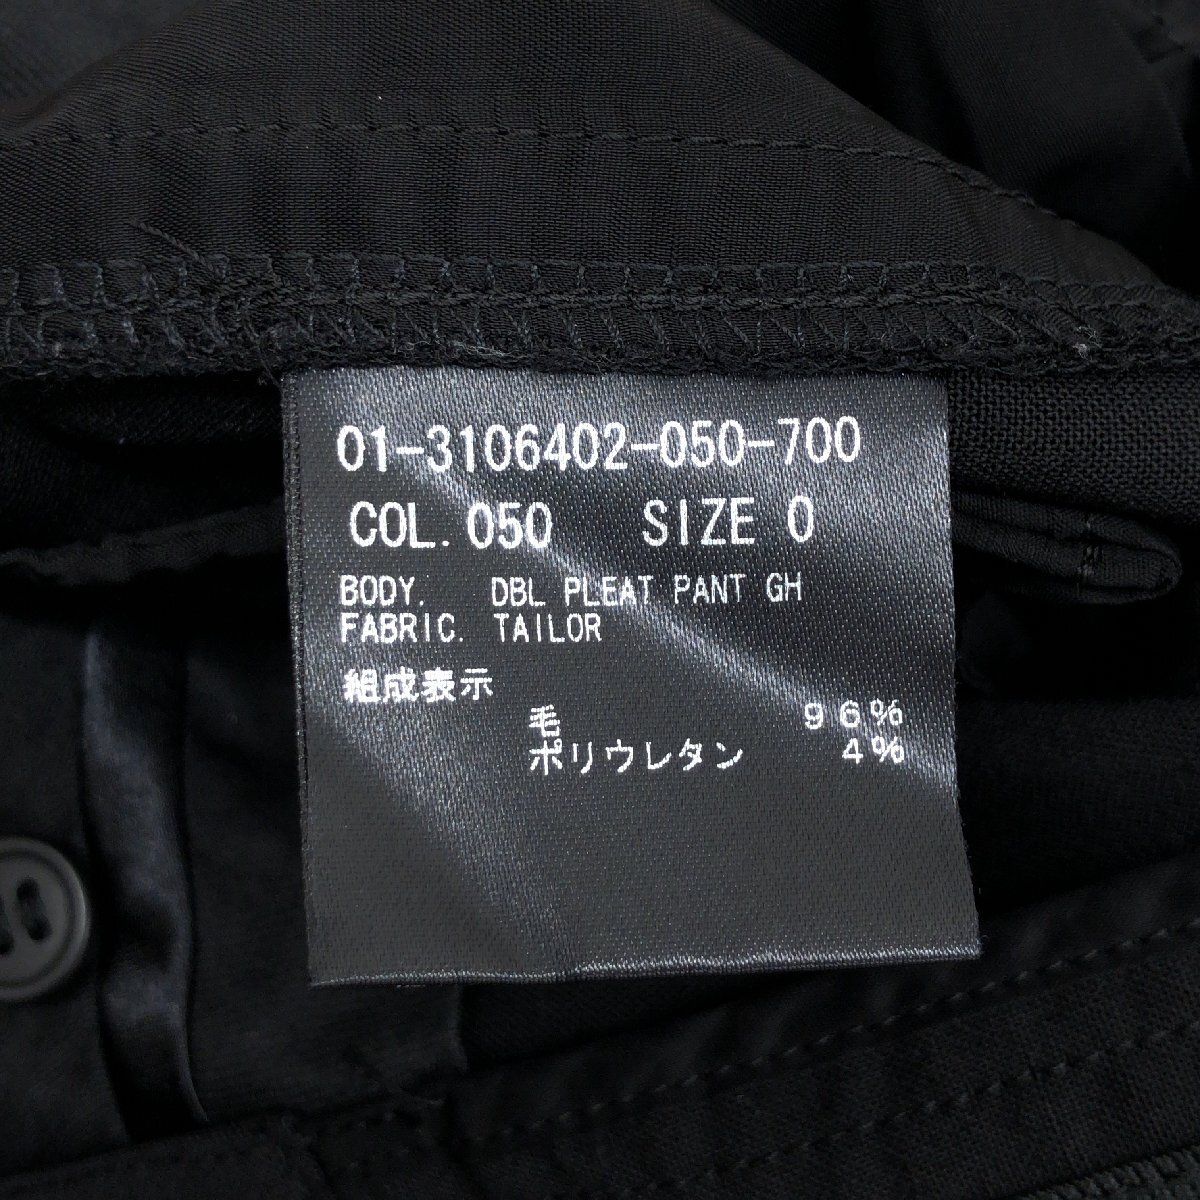 01-3106402-050-700
COL. 050 SIZE 0
BODY. DBL PLEAT PANT GH
FABRIC. TAILOR
組成表示
毛 96%
ポリウレタン 4%